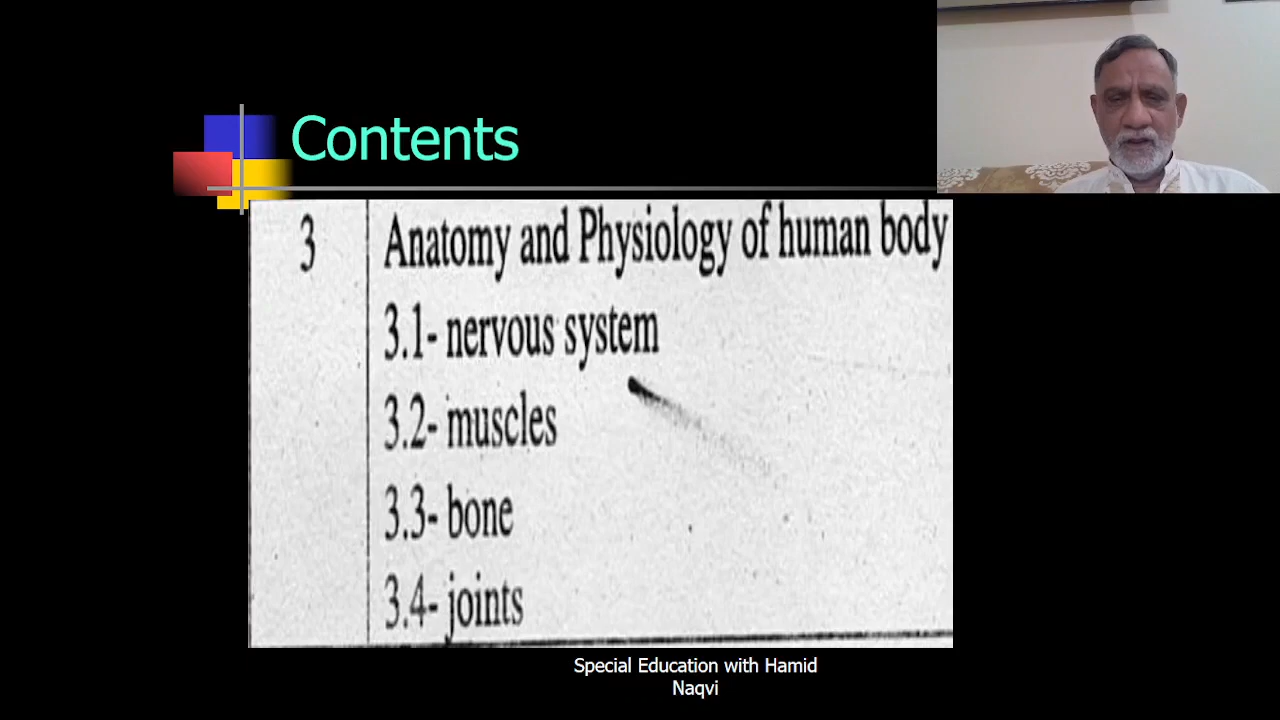 Contents
3 Anatomy and Physiology of human body
3.1- nervous system
3.2- muscles
3.3- bone
3.4- joints
Special Education with Hamid
Naqvi